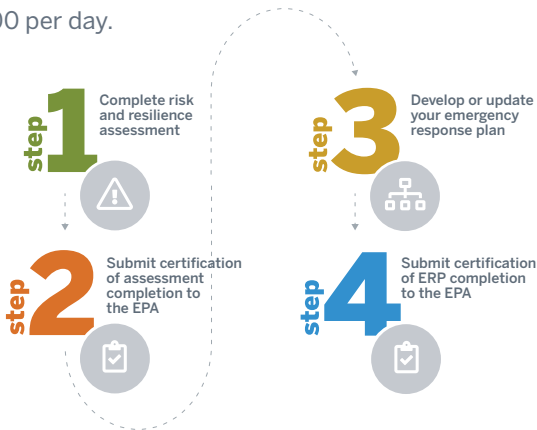 00 per day.
step 1
Complete risk
and resilience
assessment
step 2
Submit certification
of assessment
completion to
the EPA
step 3
Develop or update
your emergency
response plan
step 4
Submit certification
of ERP completion
to the EPA